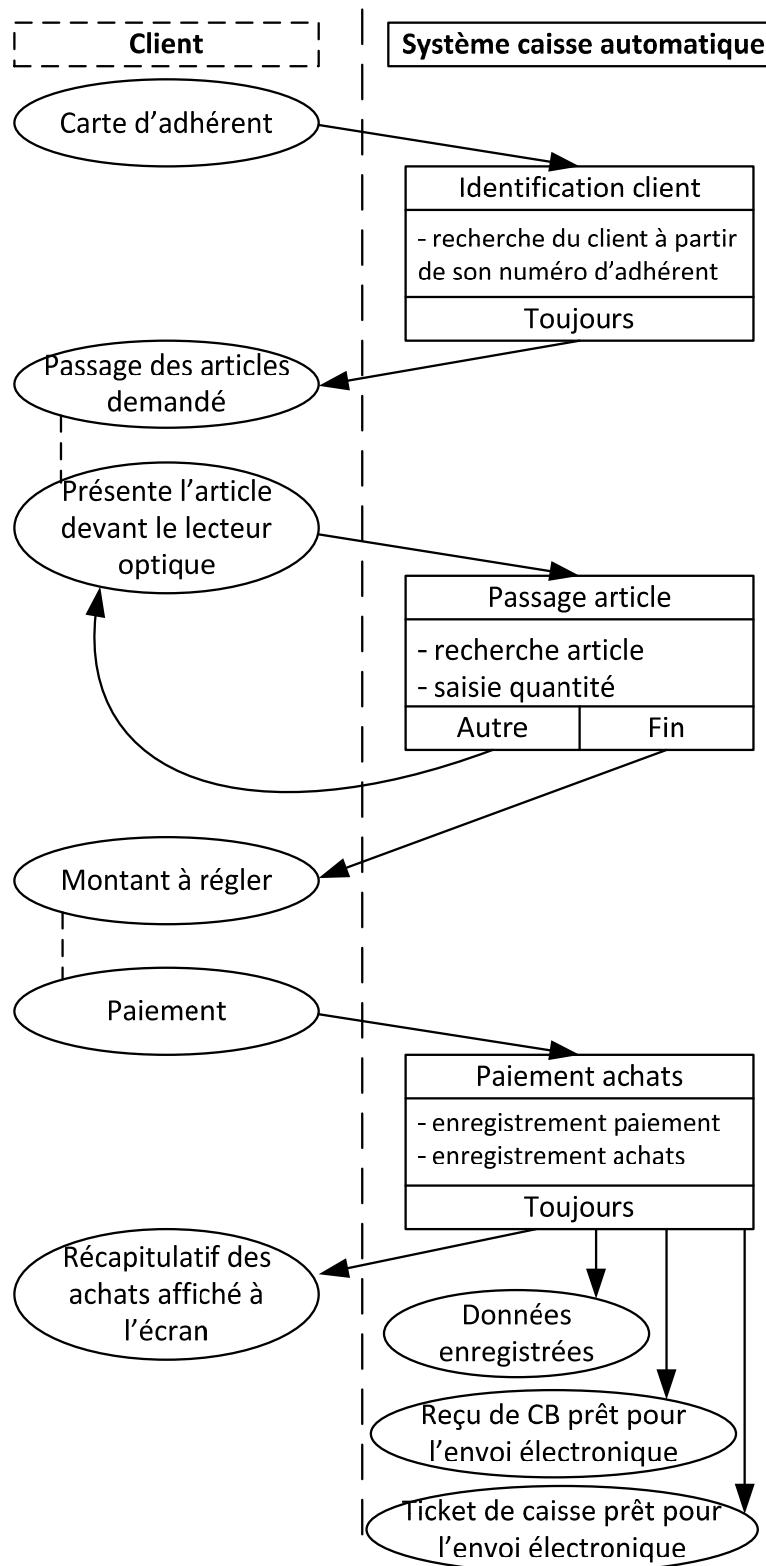 Client
Système caisse automatique
Carte d'adhérent
Identification client
- recherche du client à partir
de son numéro d'adhérent
Toujours
Passage des articles
demandé
Présente l'article
devant le lecteur
optique
Passage article
- recherche article
- saisie quantité
Autre
Fin
Montant à régler
Paiement
Paiement achats
- enregistrement paiement
- enregistrement achats
Toujours
Récapitulatif des
achats affiché à
l'écran
Données
enregistrées
Reçu de CB prêt pour
l'envoi électronique
Ticket de caisse prêt pour
l'envoi électronique